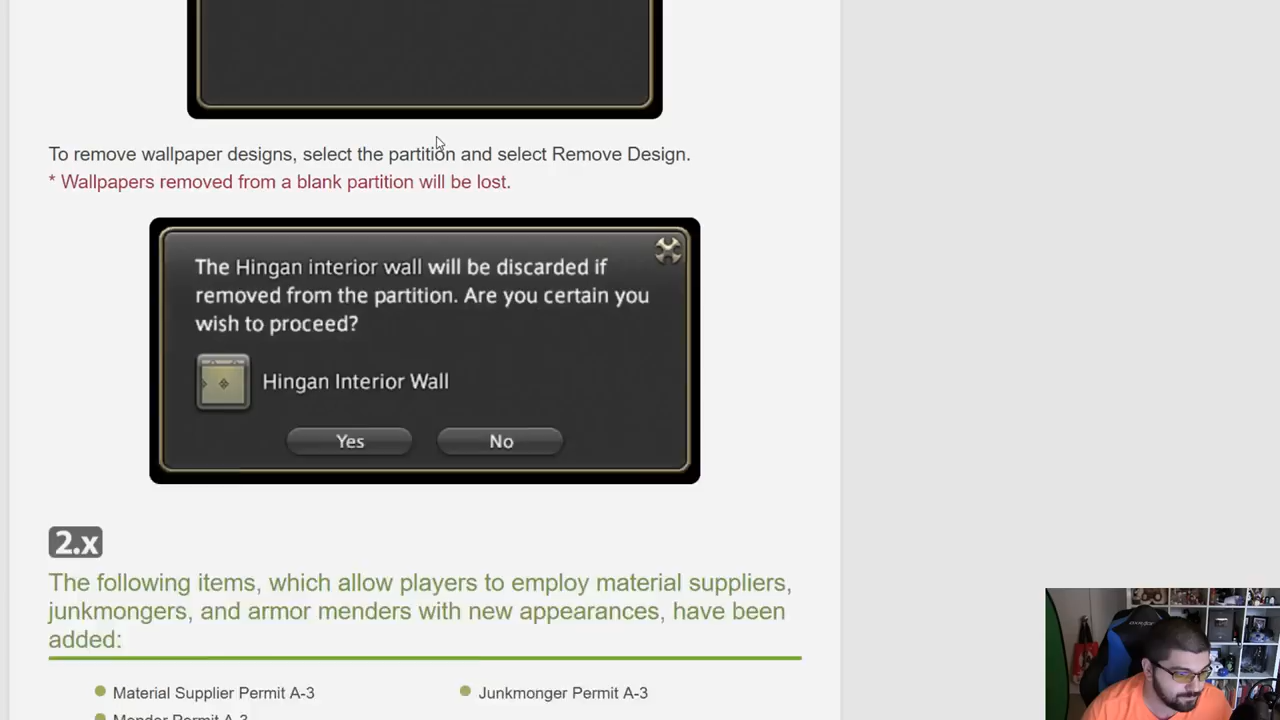 To remove wallpaper designs, select the partition and select Remove Design.
* Wallpapers removed from a blank partition will be lost.
The Hingan interior wall will be discarded if
removed from the partition. Are you certain you
wish to proceed?
Hingan Interior Wall
Yes No
2.x
The following items, which allow players to employ material suppliers,
junkmongers, and armor menders with new appearances, have been
added:
Material Supplier Permit A-3 Junkmonger Permit A-3
Mender Permit A-3